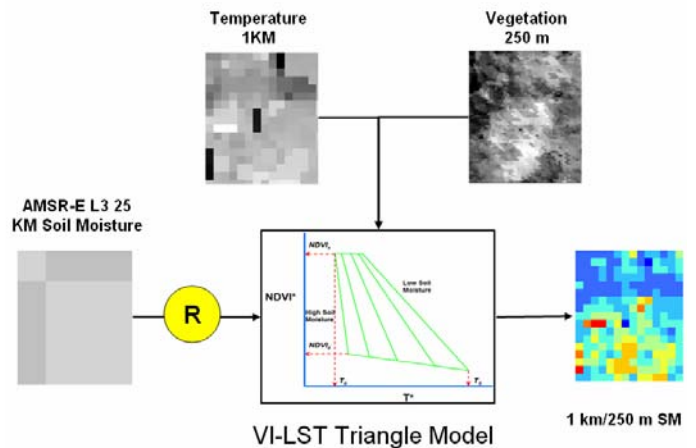 Temperature
1KM
Vegetation
250 m
AMSR-E L3 25
KM Soil Moisture
R
NDVI*
NDVIs
Low Soil
Moisture
High Soil
Moisture
T*
1 km/250 m SM
VI-LST Triangle Model